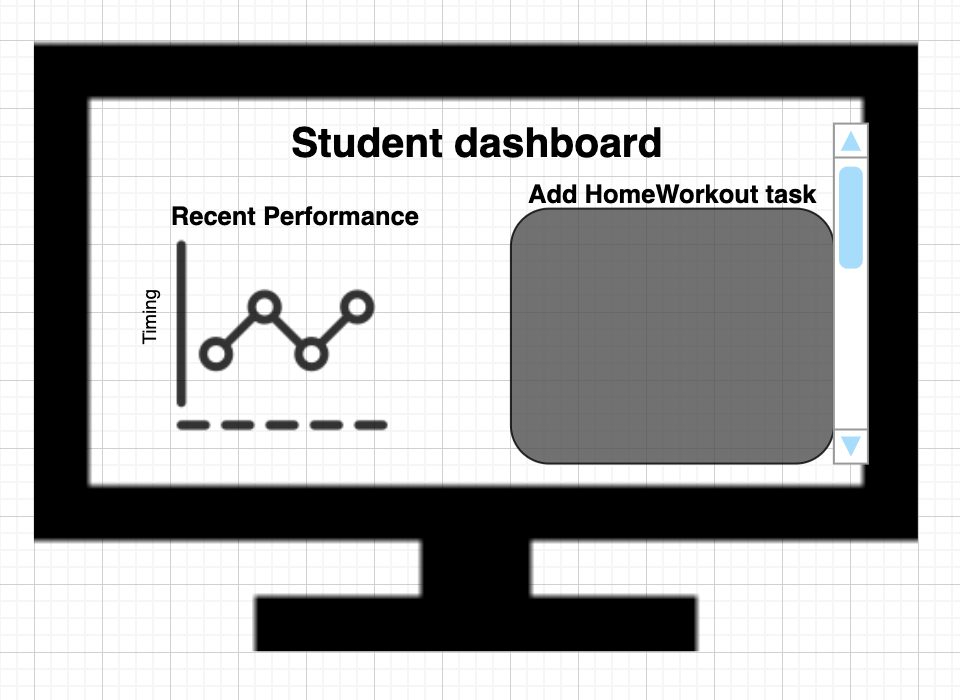 Student dashboard
Add HomeWorkout task
Recent Performance
Timing